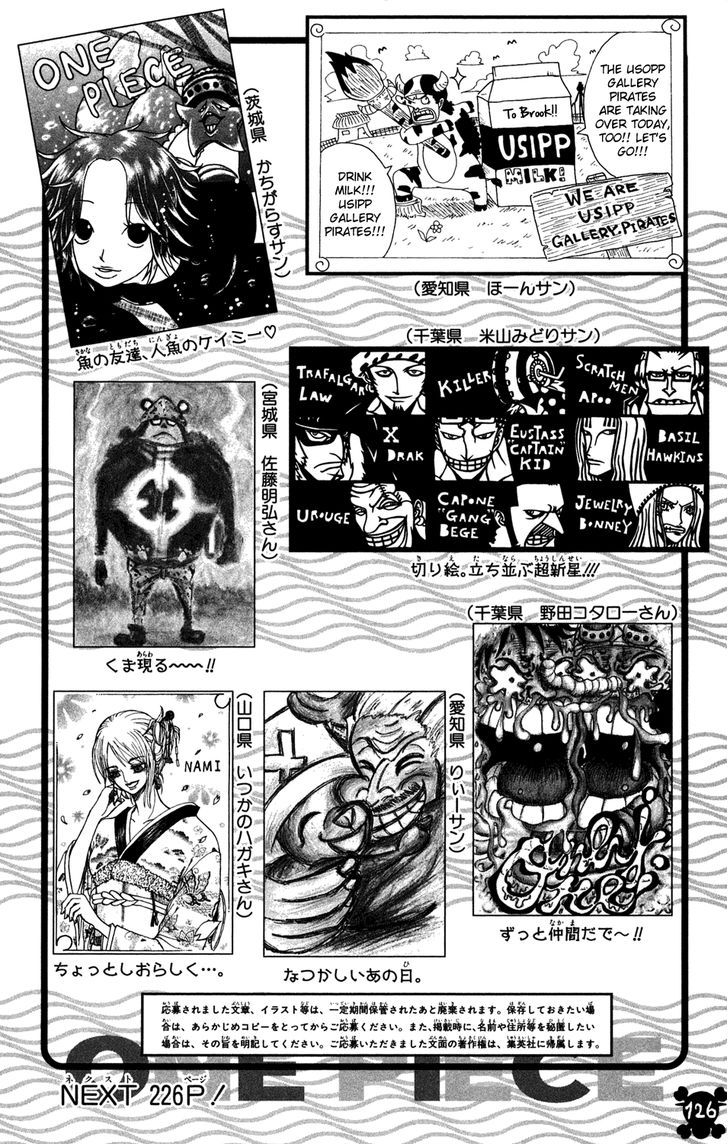 ONE PIECE
(茨城県　かちがらすサン)
魚の友達、人魚のケイミー♡
THE USOPP
GALLERY
PIRATES
ARE TAKING
OVER TODAY,
TOO!! LET'S
GO!!!
To Brook!!
USIPP
MILK!
DRINK
MILK!!!
USIPP
GALLERY
PIRATES!!!
WE ARE
USIPP
GALLERY PIRATES
(愛知県　ほーんサン)
(千葉県　米山みどりサン)
TRAFALGAR
LAW
KILLER
SCRATCH
MEN
APOO
X
DRAK
EUSTASS
CAPTAIN
KID
BASIL
HAWKINS
UROUGE
CAPONE
"GANG"
BEGE
JEWELRY
BONNEY
切り絵。立ち並ぶ超新星!!!
(宮城県　佐藤明弘さん)
くま現る〜〜!!
(千葉県　野田コタローさん)
ずっと仲間だで〜!!
NAMI
(山口県　いつかのハガキさん)
ちょっとしおらしく…。
(愛知県　りぃーサン)
なつかしいあの日。
応募されました文章、イラスト等は、一定期間保管されたあと廃棄されます。保存しておきたい場
合は、あらかじめコピーをとってからご応募ください。また、掲載時に、名前や住所等を秘匿したい
場合は、その旨を明記してください。ご応募いただきました文面の著作権は、集英社に帰属します。
ONE PIECE
NEXT 226P!
126